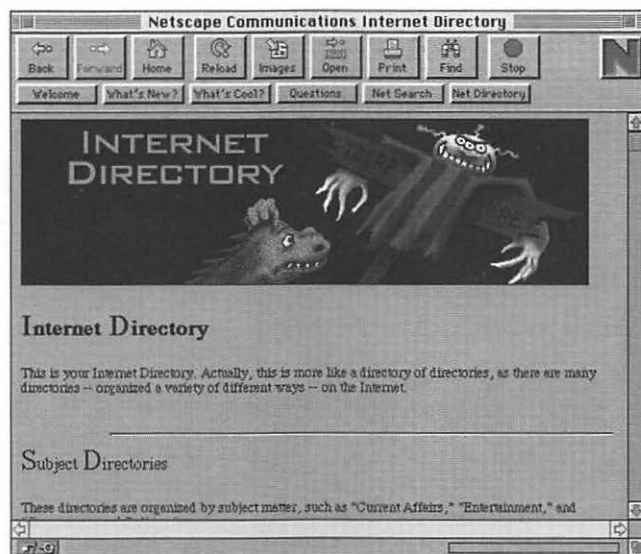 Netscape Communications Internet Directory
Back Forward Home Reload Images Open Print Find Stop
N
Welcome What's New? What's Cool? Questions Net Search Net Directory
INTERNET
DIRECTORY
Internet Directory
This is your Internet Directory. Actually, this is more like a directory of directories, as there are many
directories -- organized a variety of different ways -- on the Internet.
Subject Directories
These directories are organized by subject matter, such as "Current Affairs," "Entertainment," and